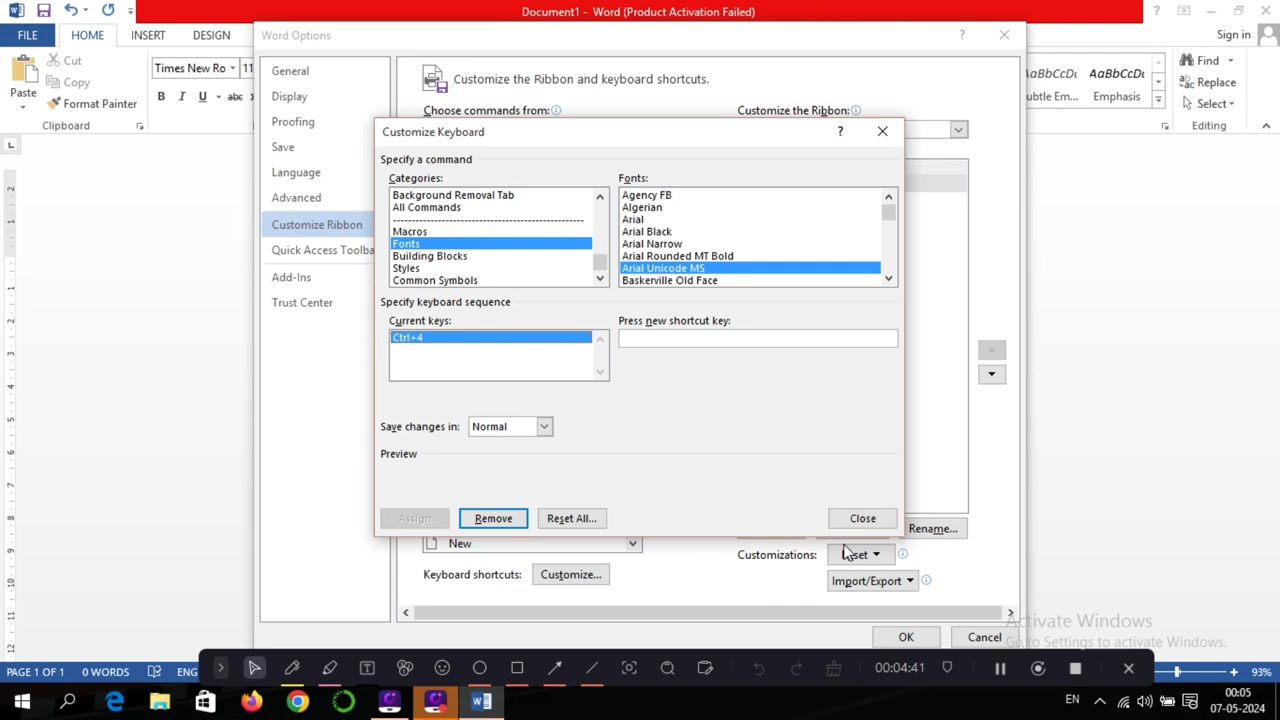 Document1 - Word (Product Activation Failed)
FILE HOME INSERT DESIGN
Sign in
Word Options
Cut
Copy
Format Painter
Paste
Clipboard
Times New Ro 11
B I U abc
AaBbCcDc AaBbCcDc
Subtle Em... Emphasis
Find
Replace
Select
Editing
General
Display
Proofing
Save
Language
Advanced
Customize Ribbon
Quick Access Toolba
Add-Ins
Trust Center
Customize the Ribbon and keyboard shortcuts.
Choose commands from:
Customize the Ribbon:
Customize Keyboard
Specify a command
Categories:
Background Removal Tab
All Commands
Macros
Fonts
Building Blocks
Styles
Common Symbols
Fonts:
Agency FB
Algerian
Arial
Arial Black
Arial Narrow
Arial Rounded MT Bold
Arial Unicode MS
Baskerville Old Face
Specify keyboard sequence
Current keys:
Ctrl+4
Press new shortcut key:
Save changes in: Normal
Preview
Assign Remove Reset All... Close
Rename...
New
Customizations:
Keyboard shortcuts: Customize...
Import/Export
OK Cancel
Activate Windows
Go to Settings to activate Windows.
PAGE 1 OF 1 0 WORDS ENG
93%
00:04:41
EN
00:05
07-05-2024